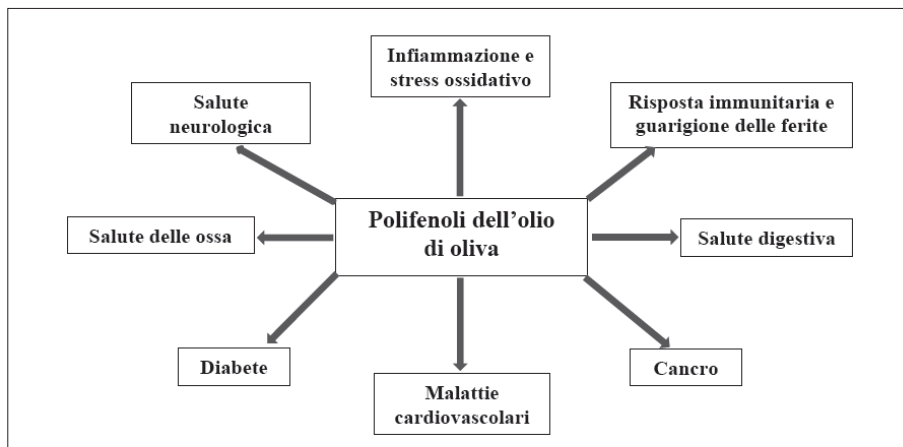 Infiammazione e
stress ossidativo
Salute
neurologica
Risposta immunitaria e
guarigione delle ferite
Polifenoli dell’olio
di oliva
Salute delle ossa
Salute digestiva
Diabete
Malattie
cardiovascolari
Cancro